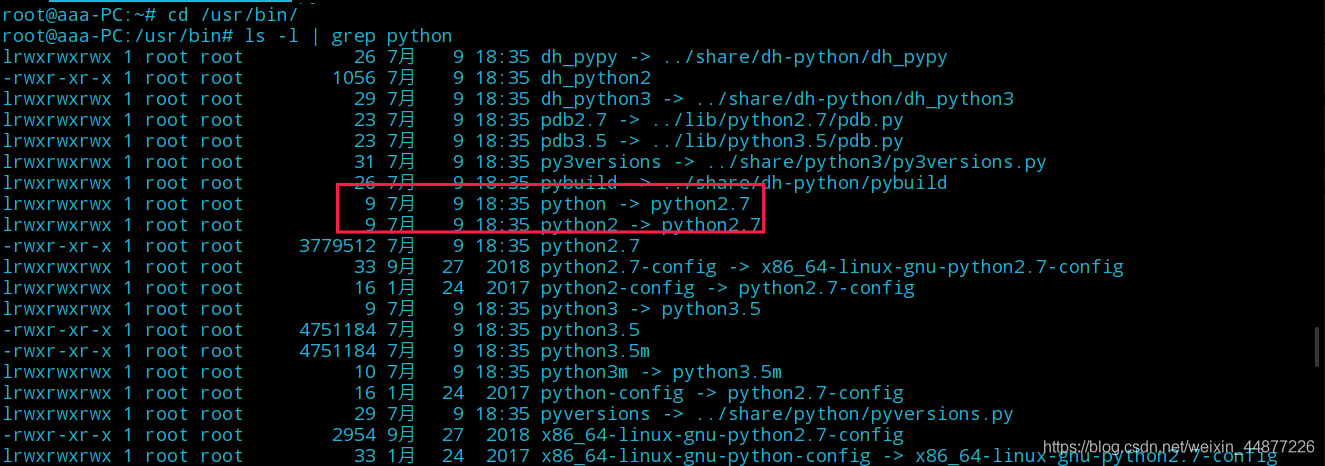 root@aaa-PC:~# cd /usr/bin/
root@aaa-PC:/usr/bin# ls -l | grep python
lrwxrwxrwx 1 root root      26 7月   9 18:35 dh_pypy -> ../share/dh-python/dh_pypy
-rwxr-xr-x 1 root root    1056 7月   9 18:35 dh_python2
lrwxrwxrwx 1 root root      29 7月   9 18:35 dh_python3 -> ../share/dh-python/dh_python3
lrwxrwxrwx 1 root root      23 7月   9 18:35 pdb2.7 -> ../lib/python2.7/pdb.py
lrwxrwxrwx 1 root root      23 7月   9 18:35 pdb3.5 -> ../lib/python3.5/pdb.py
lrwxrwxrwx 1 root root      31 7月   9 18:35 py3versions -> ../share/python3/py3versions.py
lrwxrwxrwx 1 root root      26 7月   9 18:35 pybuild -> ../share/dh-python/pybuild
lrwxrwxrwx 1 root root       9 7月   9 18:35 python -> python2.7
lrwxrwxrwx 1 root root       9 7月   9 18:35 python2 -> python2.7
-rwxr-xr-x 1 root root 3779512 7月   9 18:35 python2.7
lrwxrwxrwx 1 root root      33 9月  27  2018 python2.7-config -> x86_64-linux-gnu-python2.7-config
lrwxrwxrwx 1 root root      16 1月  24  2017 python2-config -> python2.7-config
lrwxrwxrwx 1 root root       9 7月   9 18:35 python3 -> python3.5
-rwxr-xr-x 1 root root 4751184 7月   9 18:35 python3.5
-rwxr-xr-x 1 root root 4751184 7月   9 18:35 python3.5m
lrwxrwxrwx 1 root root      10 7月   9 18:35 python3m -> python3.5m
lrwxrwxrwx 1 root root      16 1月  24  2017 python-config -> python2.7-config
lrwxrwxrwx 1 root root      29 7月   9 18:35 pyversions -> ../share/python/pyversions.py
-rwxr-xr-x 1 root root    2954 9月  27  2018 x86_64-linux-gnu-python2.7-config
lrwxrwxrwx 1 root root      33 1月  24  2017 x86_64-linux-gnu-python-config -> x86_64-linux-gnu-python2.7-config
https://blog.csdn.net/weixin_44877226